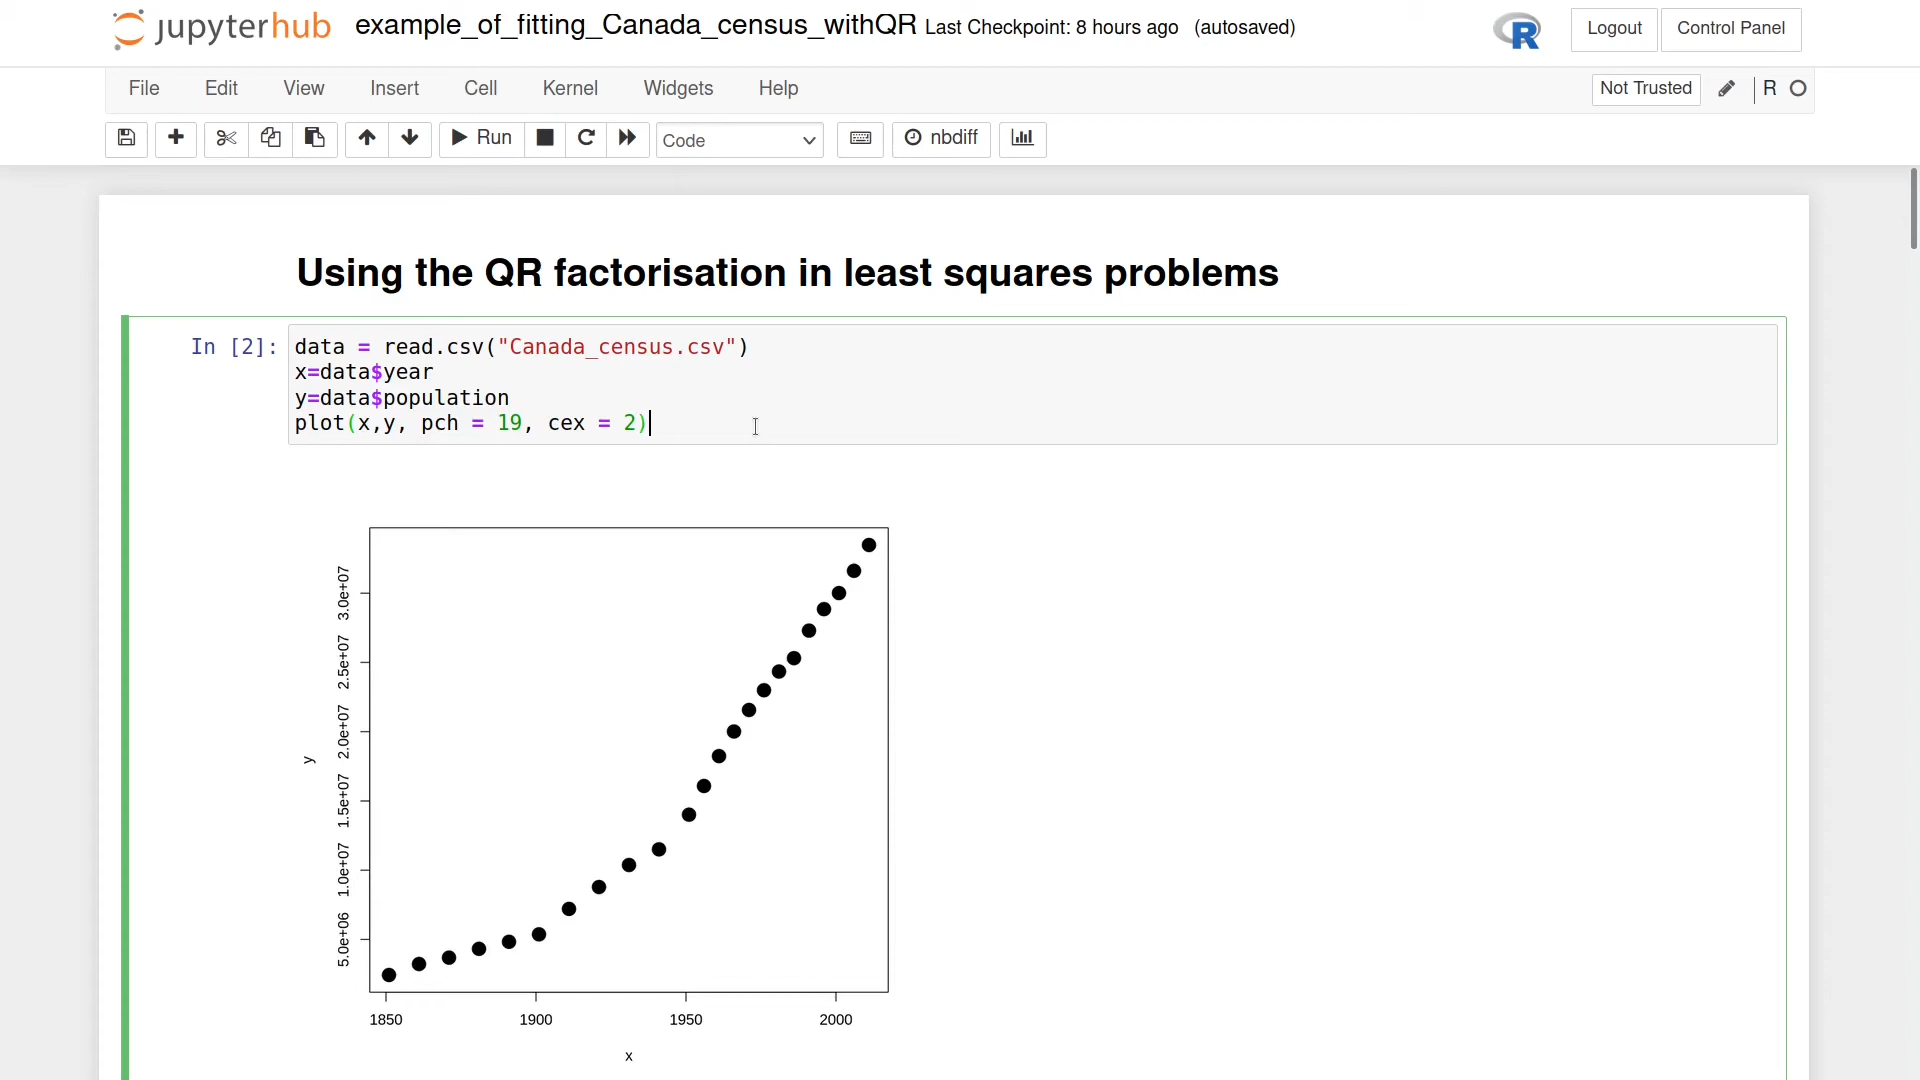 jupyterhub example_of_fitting_Canada_census_withQR Last Checkpoint: 8 hours ago (autosaved) R Logout Control Panel
File Edit View Insert Cell Kernel Widgets Help Not Trusted R
Run Code nbdiff
Using the QR factorisation in least squares problems
In [2]: data = read.csv("Canada_census.csv")
x=data$year
y=data$population
plot(x,y, pch = 19, cex = 2)
3.0e+07
2.5e+07
2.0e+07
y
1.5e+07
1.0e+07
5.0e+06
1850 1900 1950 2000
x